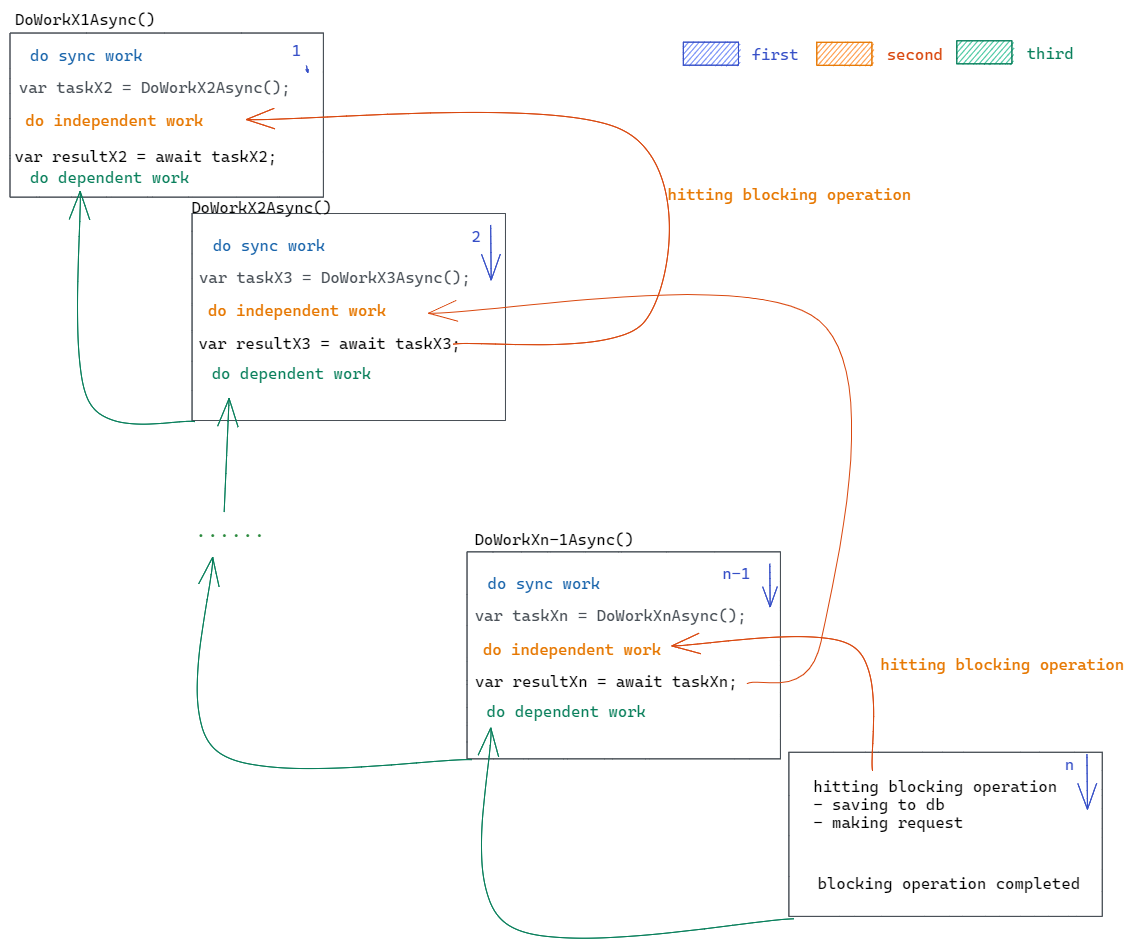 DoWorkX1Async()
do sync work
1
var taskX2 = DoWorkX2Async();
do independent work
var resultX2 = await taskX2;
do dependent work
first
second
third
hitting blocking operation
DoWorkX2Async()
do sync work
2
var taskX3 = DoWorkX3Async();
do independent work
var resultX3 = await taskX3;
do dependent work
......
DoWorkXn-1Async()
do sync work
n-1
var taskXn = DoWorkXnAsync();
do independent work
var resultXn = await taskXn;
do dependent work
hitting blocking operation
n
hitting blocking operation
- saving to db
- making request
blocking operation completed